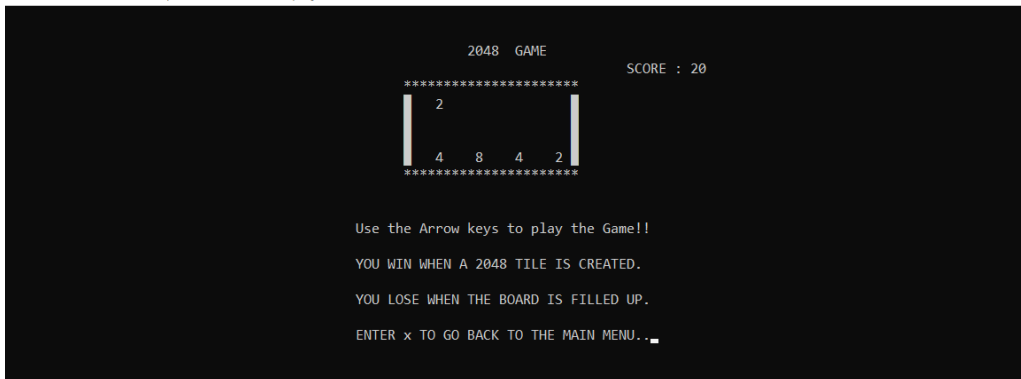 2048 GAME
SCORE : 20
**********************
2
4 8 4 2
**********************
Use the Arrow keys to play the Game!!
YOU WIN WHEN A 2048 TILE IS CREATED.
YOU LOSE WHEN THE BOARD IS FILLED UP.
ENTER x TO GO BACK TO THE MAIN MENU..